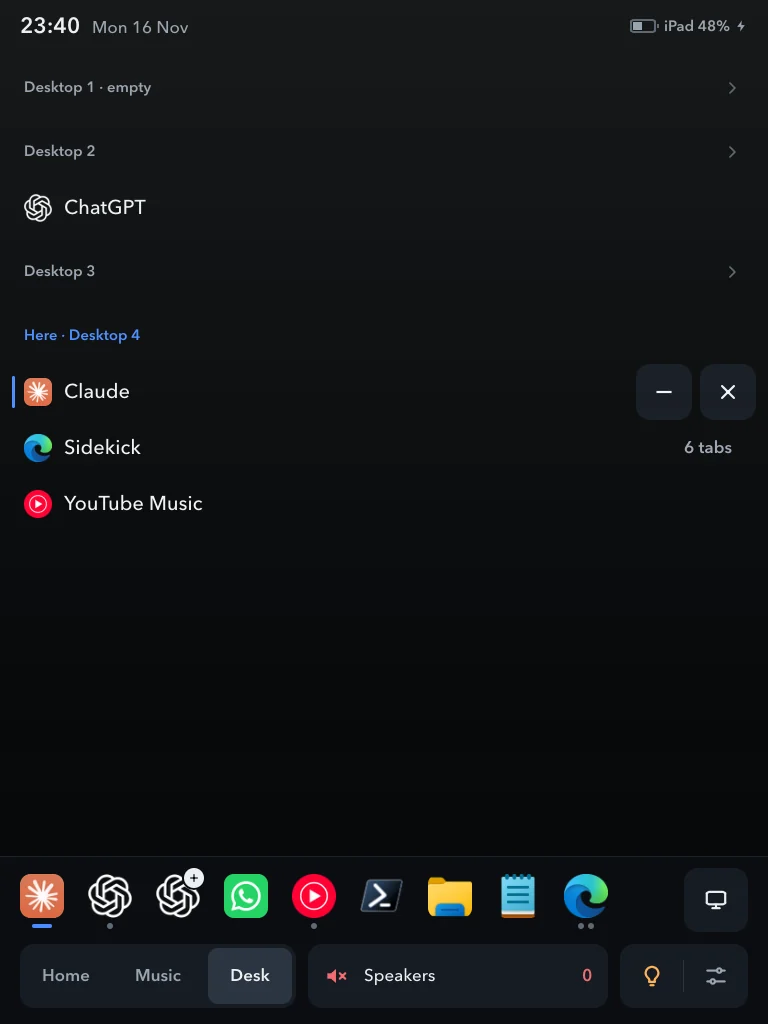 23:40 Mon 16 Nov iPad 48%
Desktop 1 · empty
Desktop 2
ChatGPT
Desktop 3
Here · Desktop 4
Claude
Sidekick 6 tabs
YouTube Music
Home Music Desk Speakers 0